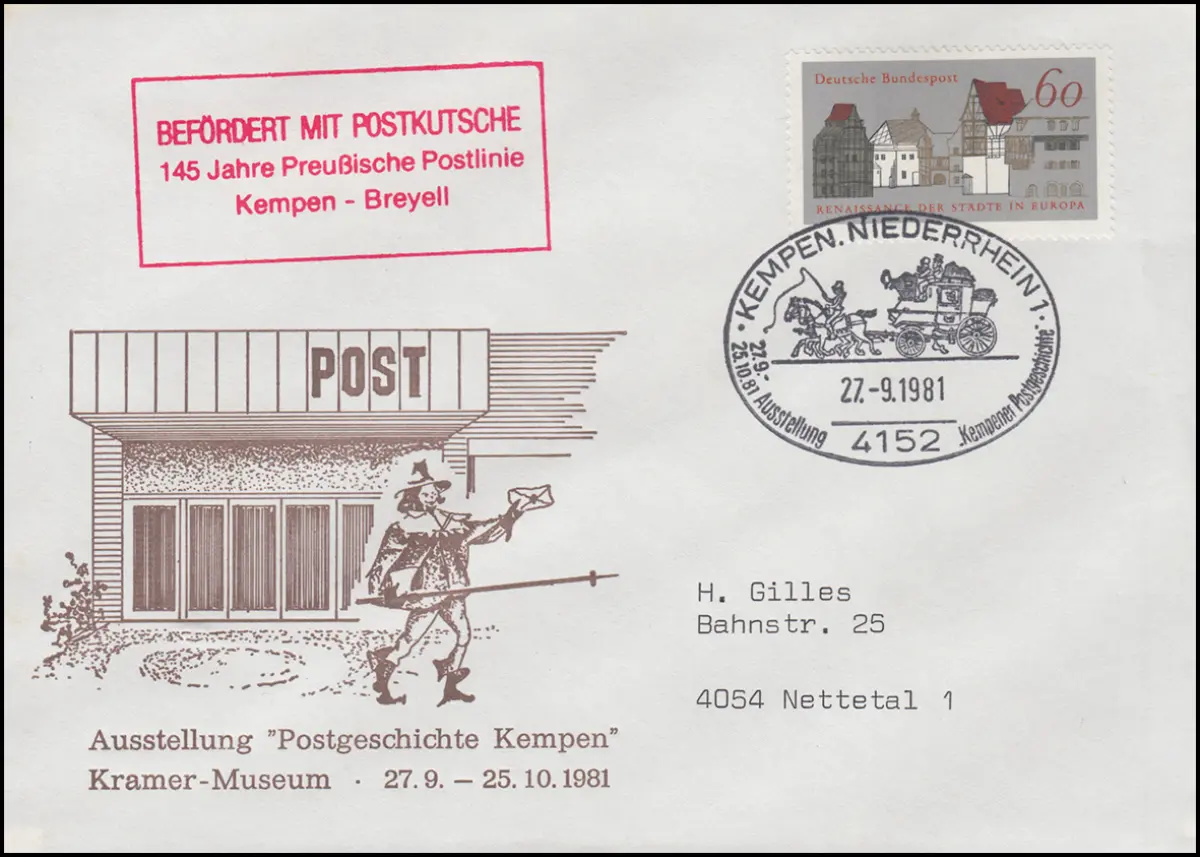 BEFÖRDERT MIT POSTKUTSCHE
145 Jahre Preußische Postlinie
Kempen - Breyell
Deutsche Bundespost
60
RENAISSANCE DER STÄDTE IN EUROPA
· KEMPEN. NIEDERRHEIN 1 ·
27.9.-
25.10.81 Ausstellung „Kempener Postgeschichte
27.-9.1981
4152
POST
H. Gilles
Bahnstr. 25
4054 Nettetal 1
Ausstellung "Postgeschichte Kempen"
Kramer-Museum · 27. 9. – 25. 10. 1981